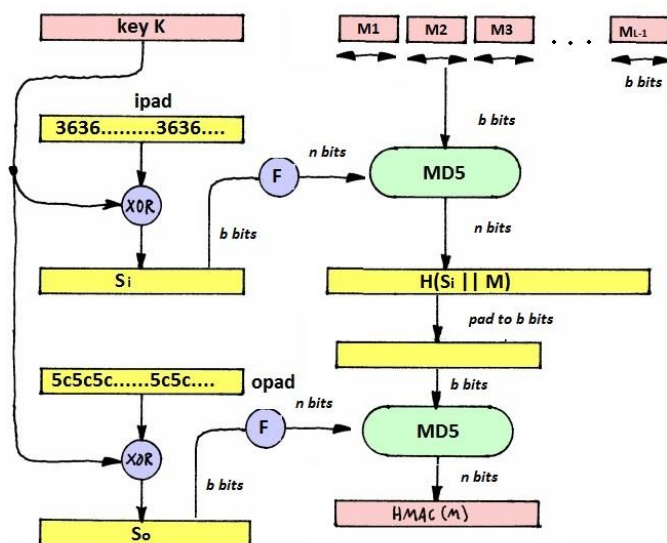 key K
M1 M2 M3 . . . ML-1
b bits
ipad
3636.........3636....
b bits
n bits
F
MD5
XOR
b bits
n bits
Si
H(Si || M)
pad to b bits
5c5c5c......5c5c....
opad
b bits
n bits
F
MD5
XOR
b bits
n bits
So
HMAC (M)